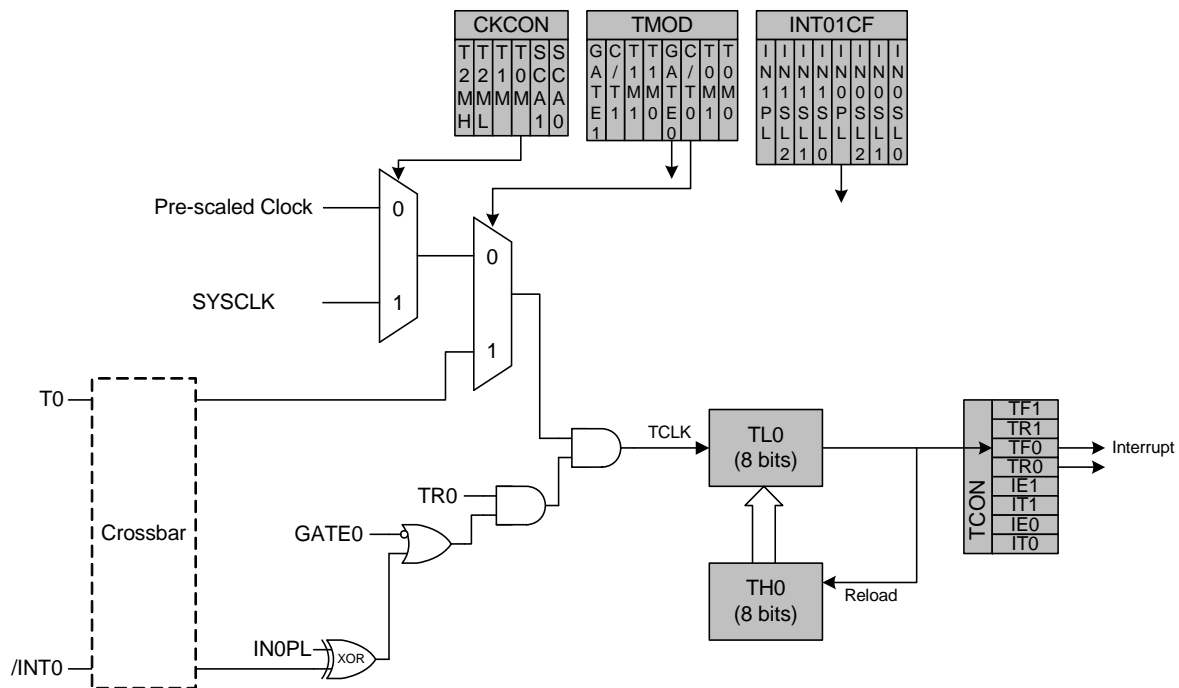 CKCON
T2MH
T2ML
T1M
T0M
SCA1
SCA0
TMOD
GATE1
C/T1
T1M1
T1M0
GATE0
C/T0
T0M1
T0M0
INT01CF
IN1PL
IN1SL2
IN1SL1
IN1SL0
IN0PL
IN0SL2
IN0SL1
IN0SL0
Pre-scaled Clock
0
SYSCLK
1
0
1
T0
Crossbar
/INT0
TR0
GATE0
IN0PL
XOR
TCLK
TL0
(8 bits)
TH0
(8 bits)
Reload
TCON
TF1
TR1
TF0
TR0
IE1
IT1
IE0
IT0
Interrupt